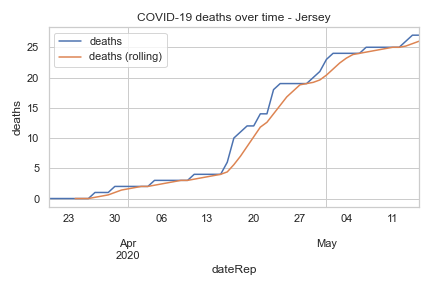 COVID-19 deaths over time - Jersey
deaths
deaths (rolling)
deaths
25
20
15
10
5
0
23 30 06 13 20 27 04 11
Apr May
2020
dateRep